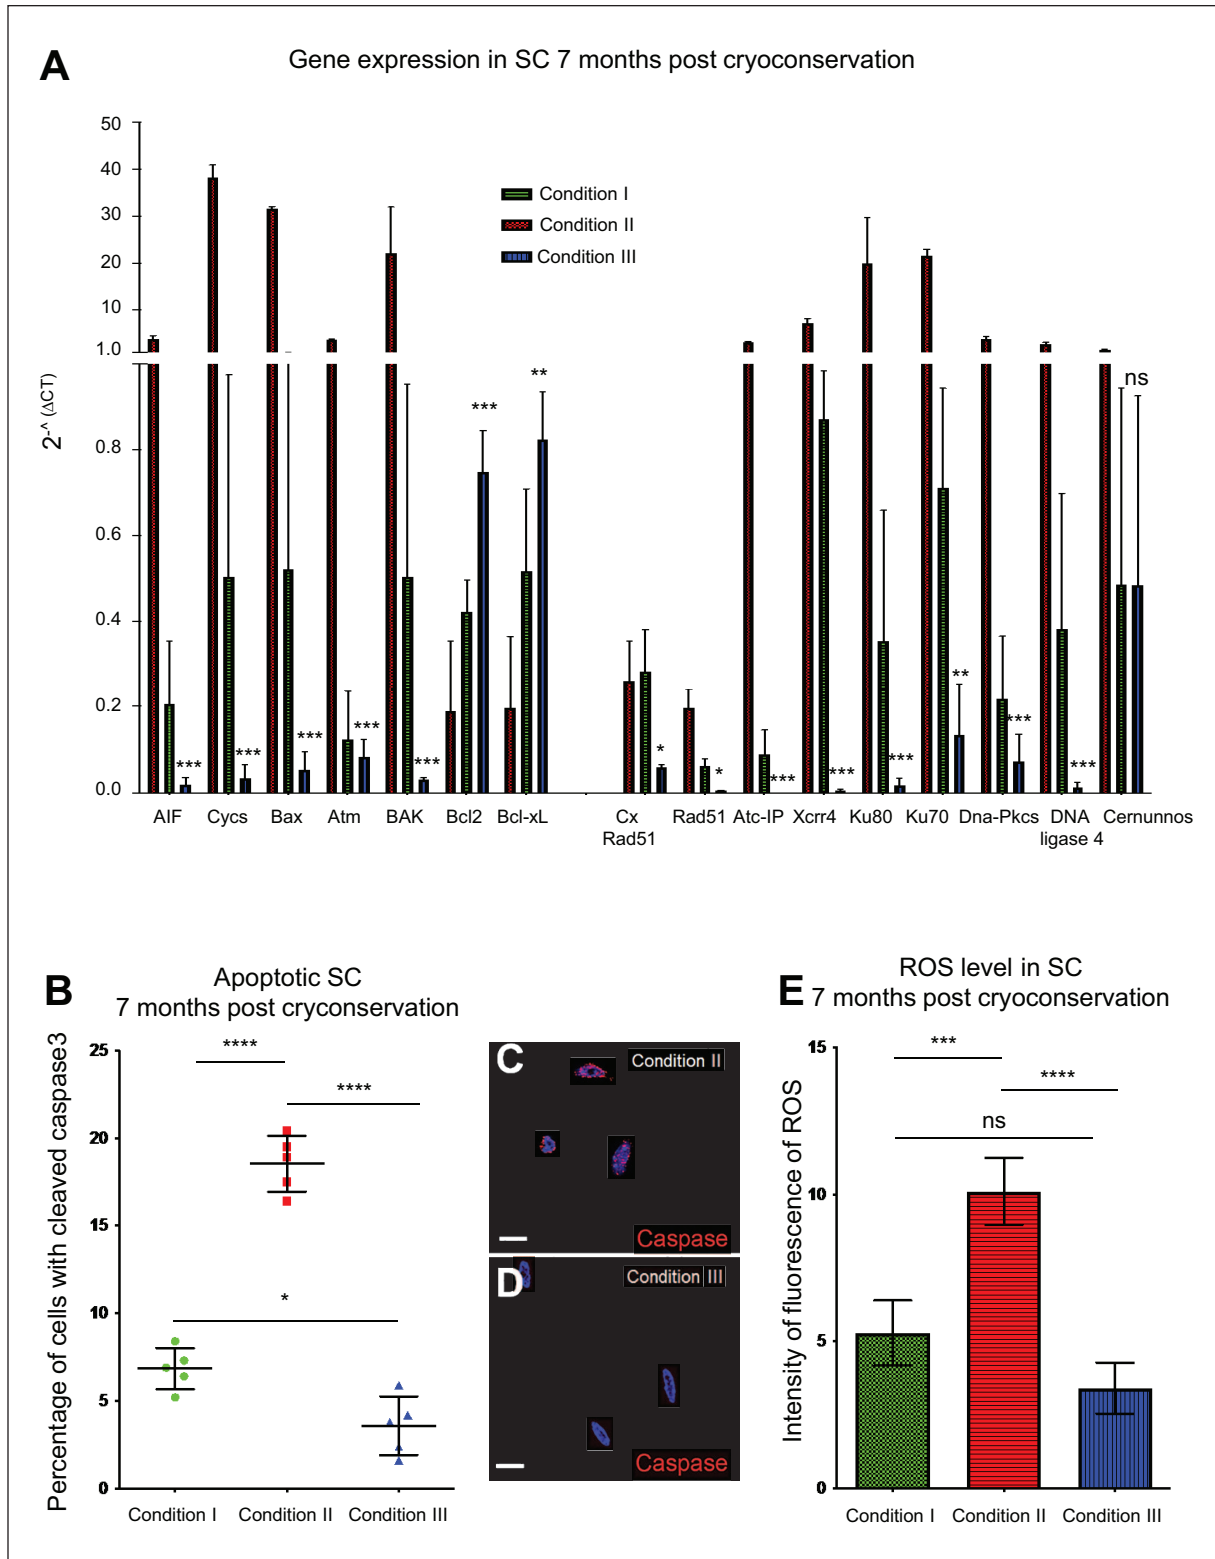 A
Gene expression in SC 7 months post cryoconservation
50
40
30
20
10
1.0
0.8
0.6
0.4
0.2
0.0
2-^ (ΔCT)
Condition I
Condition II
Condition III
*** *** *** *** *** *** ** * * *** *** *** ** *** *** ns
AIF Cycs Bax Atm BAK Bcl2 Bcl-xL Cx Rad51 Atc-IP Xcrr4 Ku80 Ku70 Dna-Pkcs DNA Cernunnos
Rad51 ligase 4
B
Apoptotic SC
7 months post cryconservation
Percentage of cells with cleaved caspase3
25
20
15
10
5
0
****
****
*
Condition I Condition II Condition III
C
Condition II
Caspase
D
Condition III
Caspase
E
ROS level in SC
7 months post cryoconservation
Intensity of fluorescence of ROS
15
10
5
0
***
****
ns
Condition I Condition II Condition III